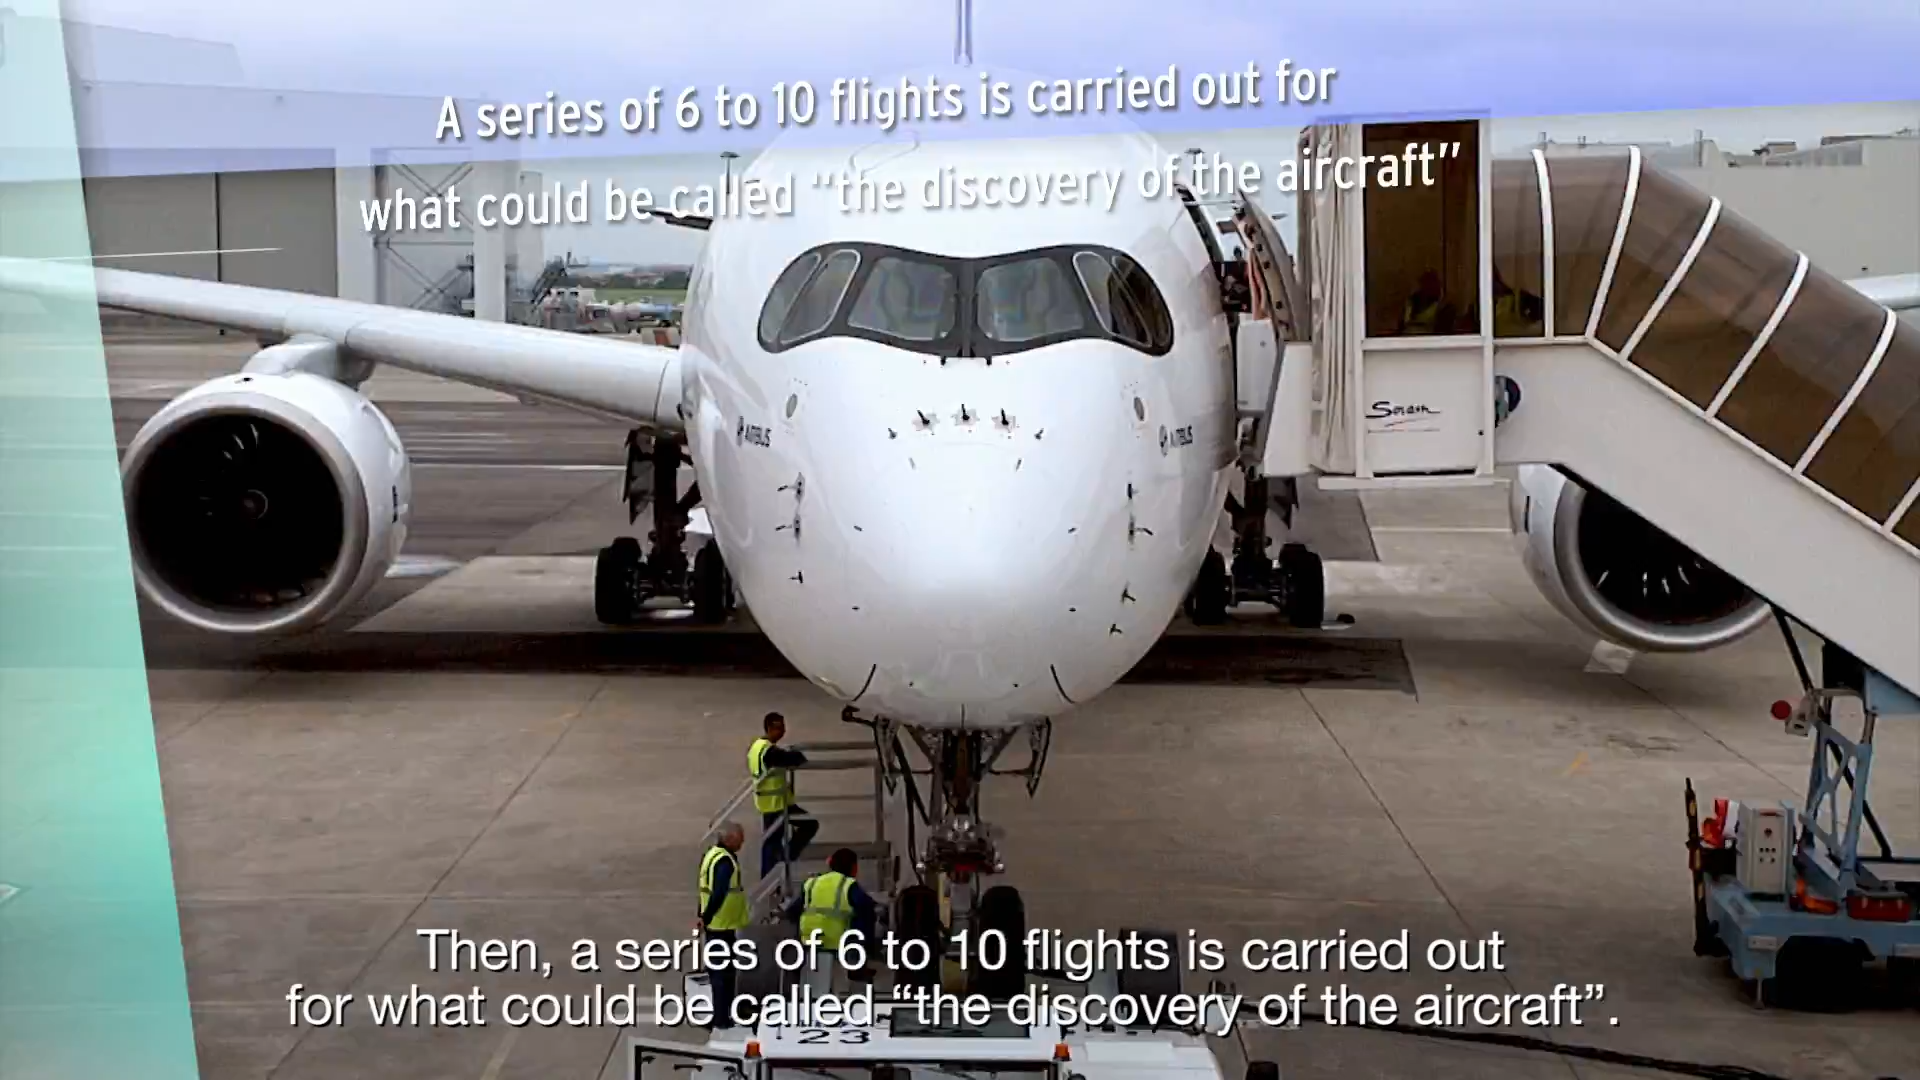 A series of 6 to 10 flights is carried out for
what could be called “the discovery of the aircraft”
AIRBUS
AIRBUS
Sovam
Then, a series of 6 to 10 flights is carried out
for what could be called “the discovery of the aircraft”.
123